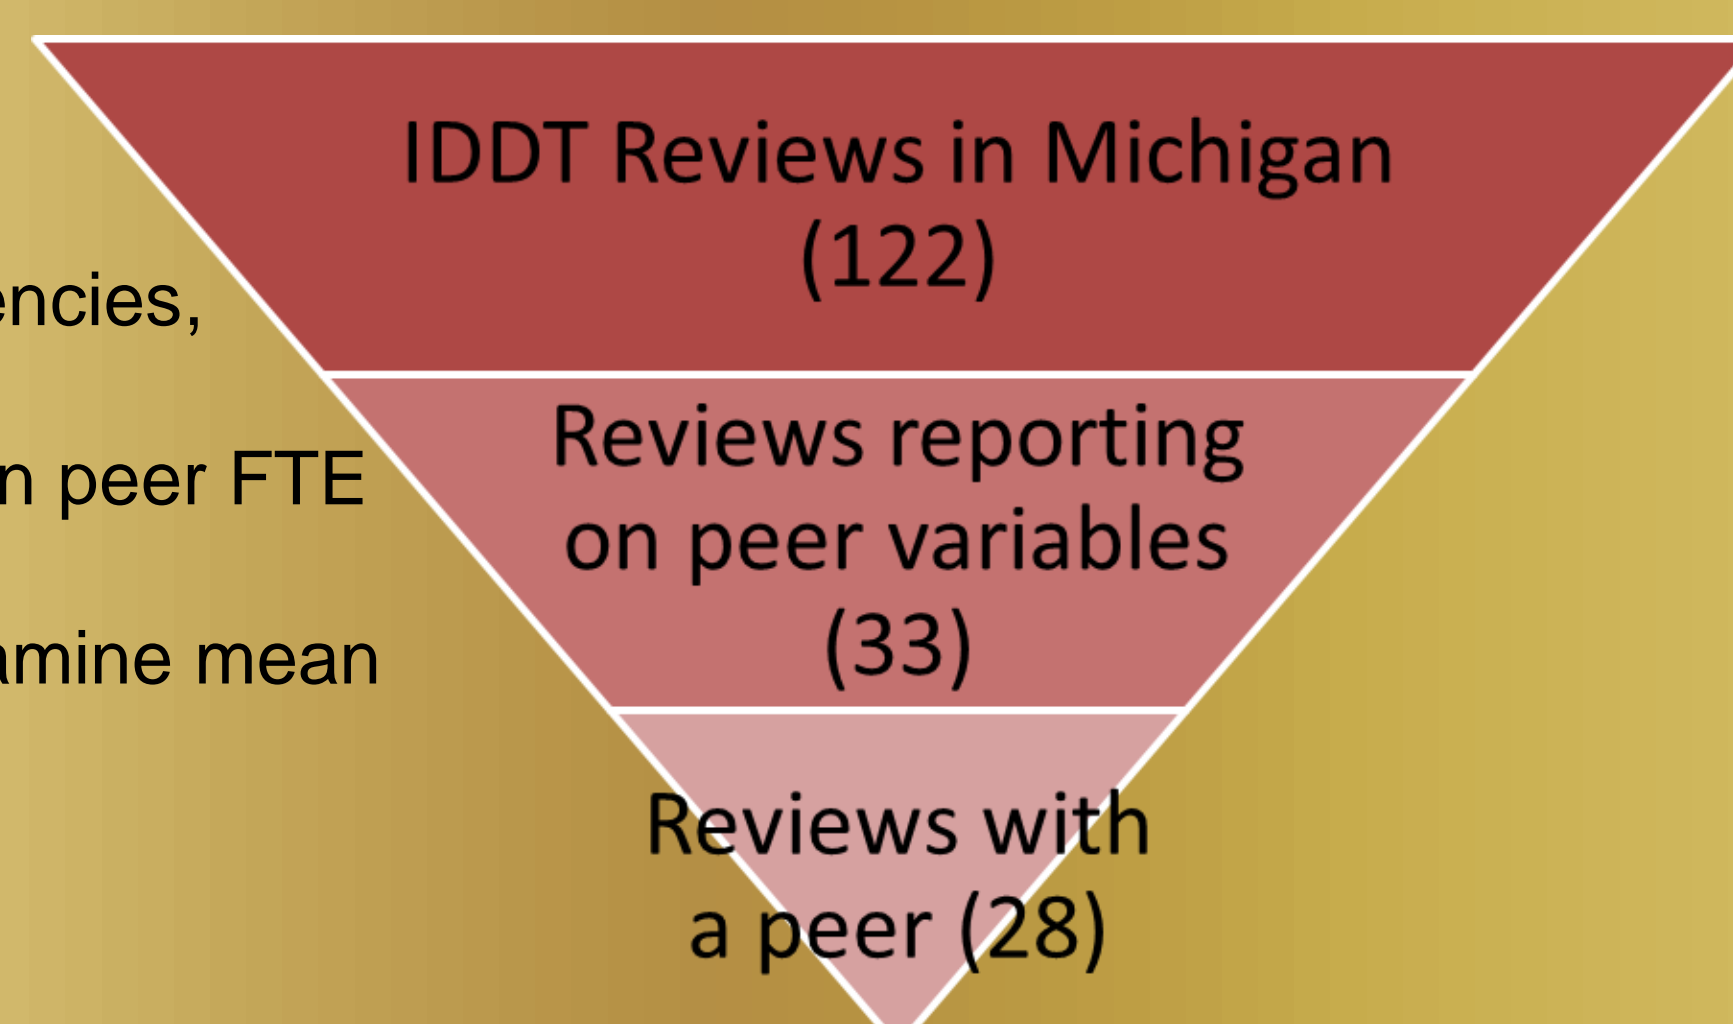 encies,
n peer FTE
amine mean
IDDT Reviews in Michigan
(122)
Reviews reporting
on peer variables
(33)
Reviews with
a peer (28)